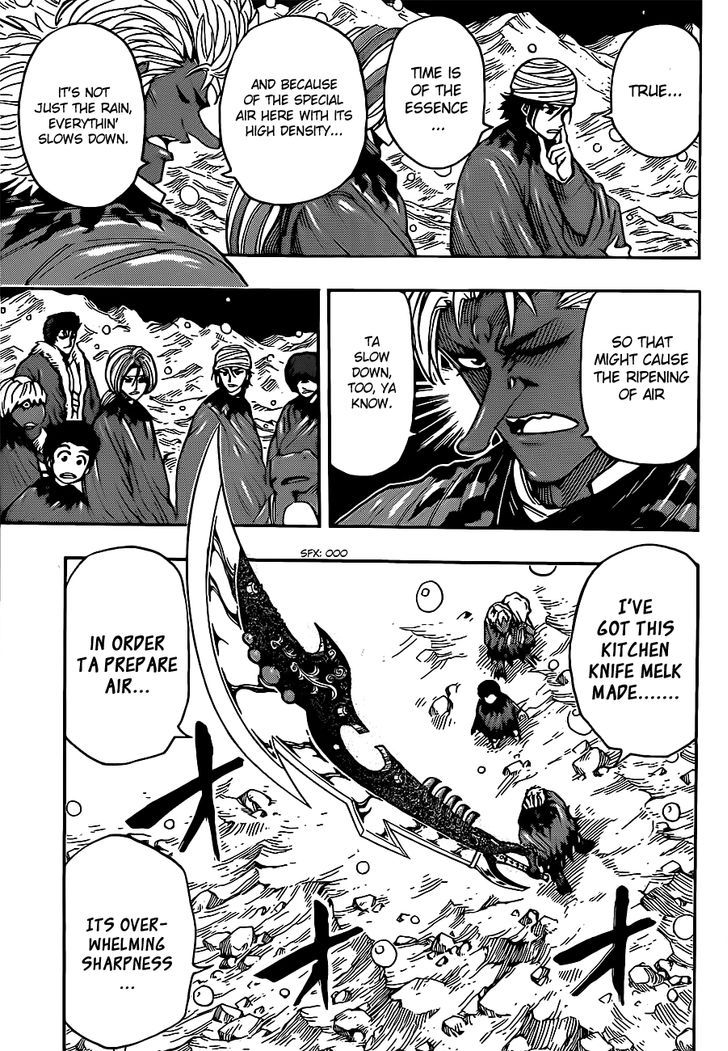 TRUE...
TIME IS
OF THE
ESSENCE
...
AND BECAUSE
OF THE SPECIAL
AIR HERE WITH ITS
HIGH DENSITY...
IT'S NOT
JUST THE RAIN,
EVERYTHIN'
SLOWS DOWN.
SO THAT
MIGHT CAUSE
THE RIPENING
OF AIR
TA
SLOW
DOWN,
TOO, YA
KNOW.
SFX: OOO
I'VE
GOT THIS
KITCHEN
KNIFE MELK
MADE.......
IN ORDER
TA PREPARE
AIR...
オ
オ
オ
ITS OVER-
WHELMING
SHARPNESS
...